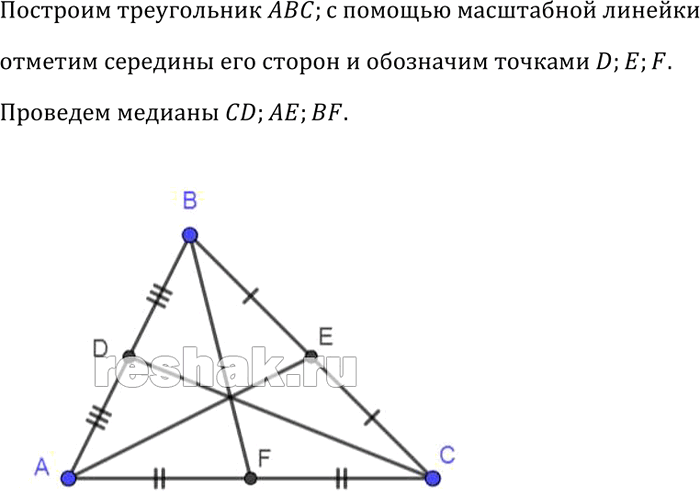 Построим треугольник ABC; с помощью масштабной линейки
отметим середины его сторон и обозначим точками D; E; F.
Проведем медианы CD; AE; BF.
B
D
E
reshak.ru
A
F
C